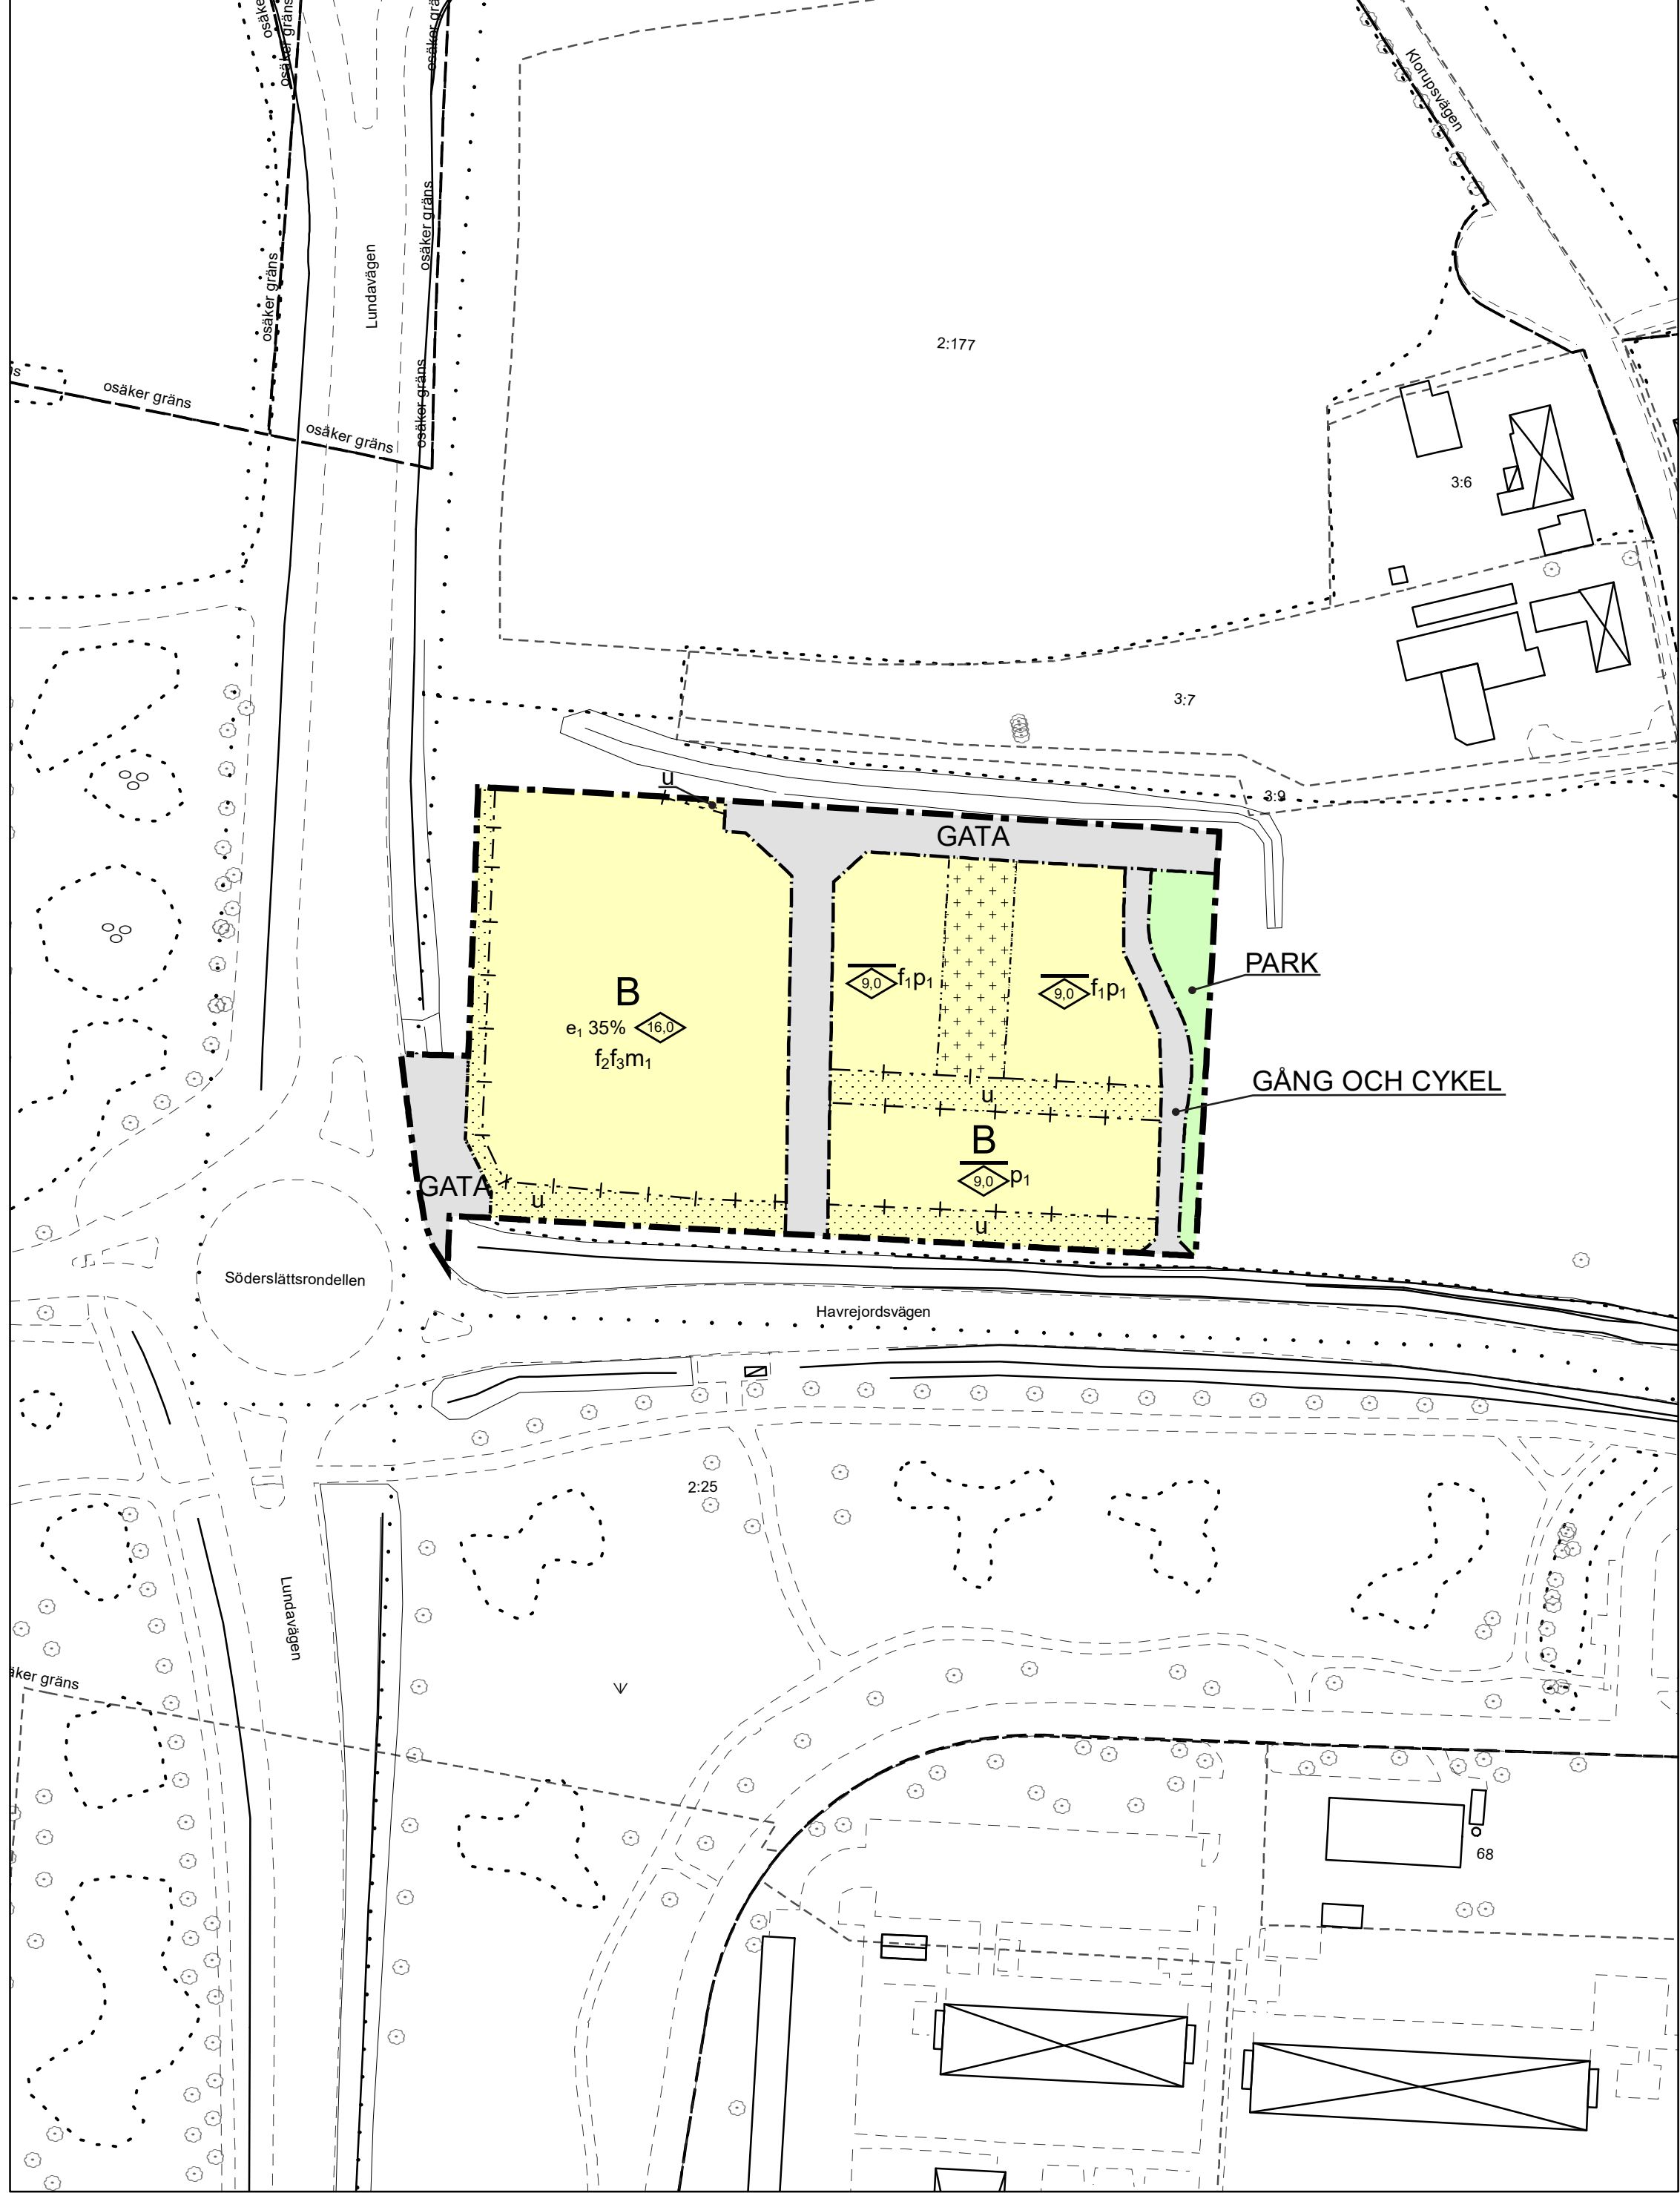 osäker gräns
osäker gräns
Klorupsvägen
osäker gräns
Lundavägen
osäker gräns
2:177
osäker gräns
osäker gräns
osäker gräns
3:6
3:7
u
3:9
GATA
PARK
9,0 f₁p₁
9,0 f₁p₁
B
e₁ 35% 16,0
f₂f₃m₁
GÅNG OCH CYKEL
u
B
9,0 p₁
GATA
u
u
Söderslättsrondellen
Havrejordsvägen
2:25
Lundavägen
68